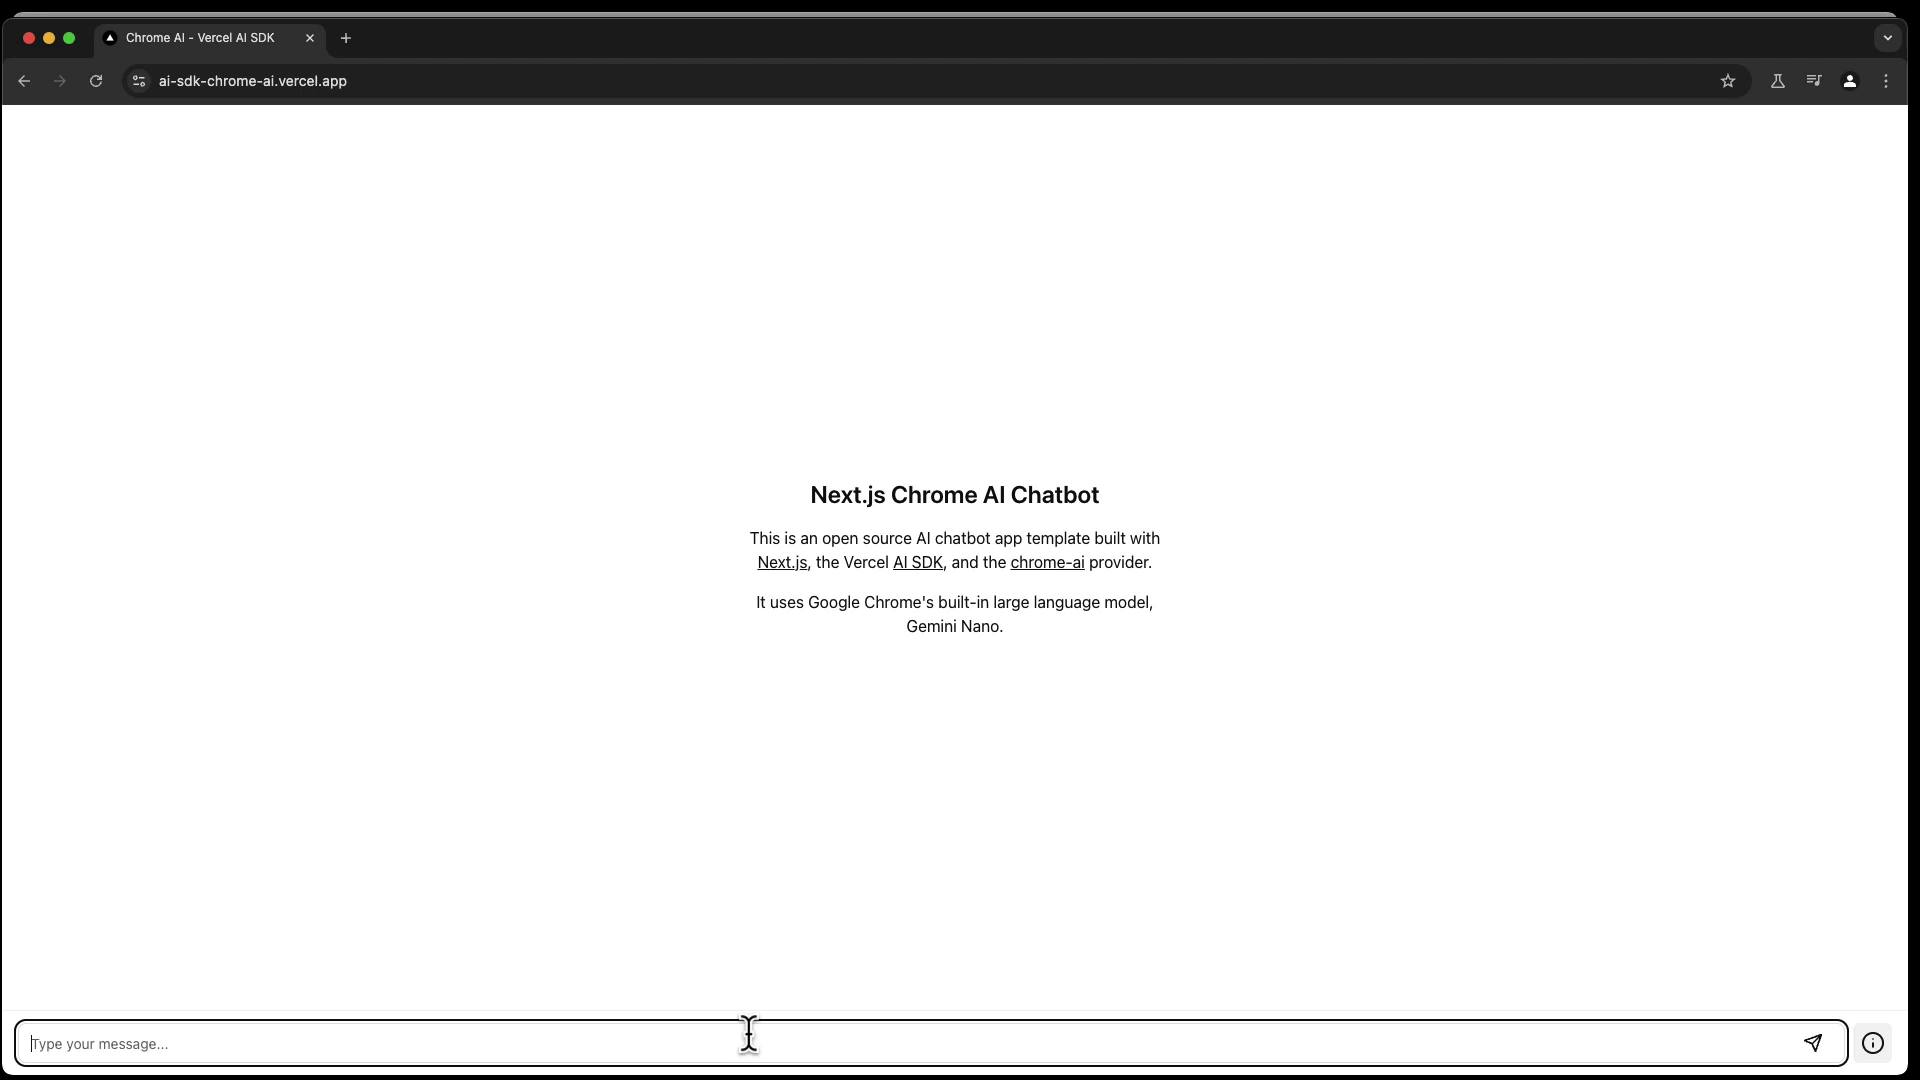 Chrome AI - Vercel AI SDK
ai-sdk-chrome-ai.vercel.app
Next.js Chrome AI Chatbot
This is an open source AI chatbot app template built with
Next.js, the Vercel AI SDK, and the chrome-ai provider.
It uses Google Chrome's built-in large language model,
Gemini Nano.
Type your message...